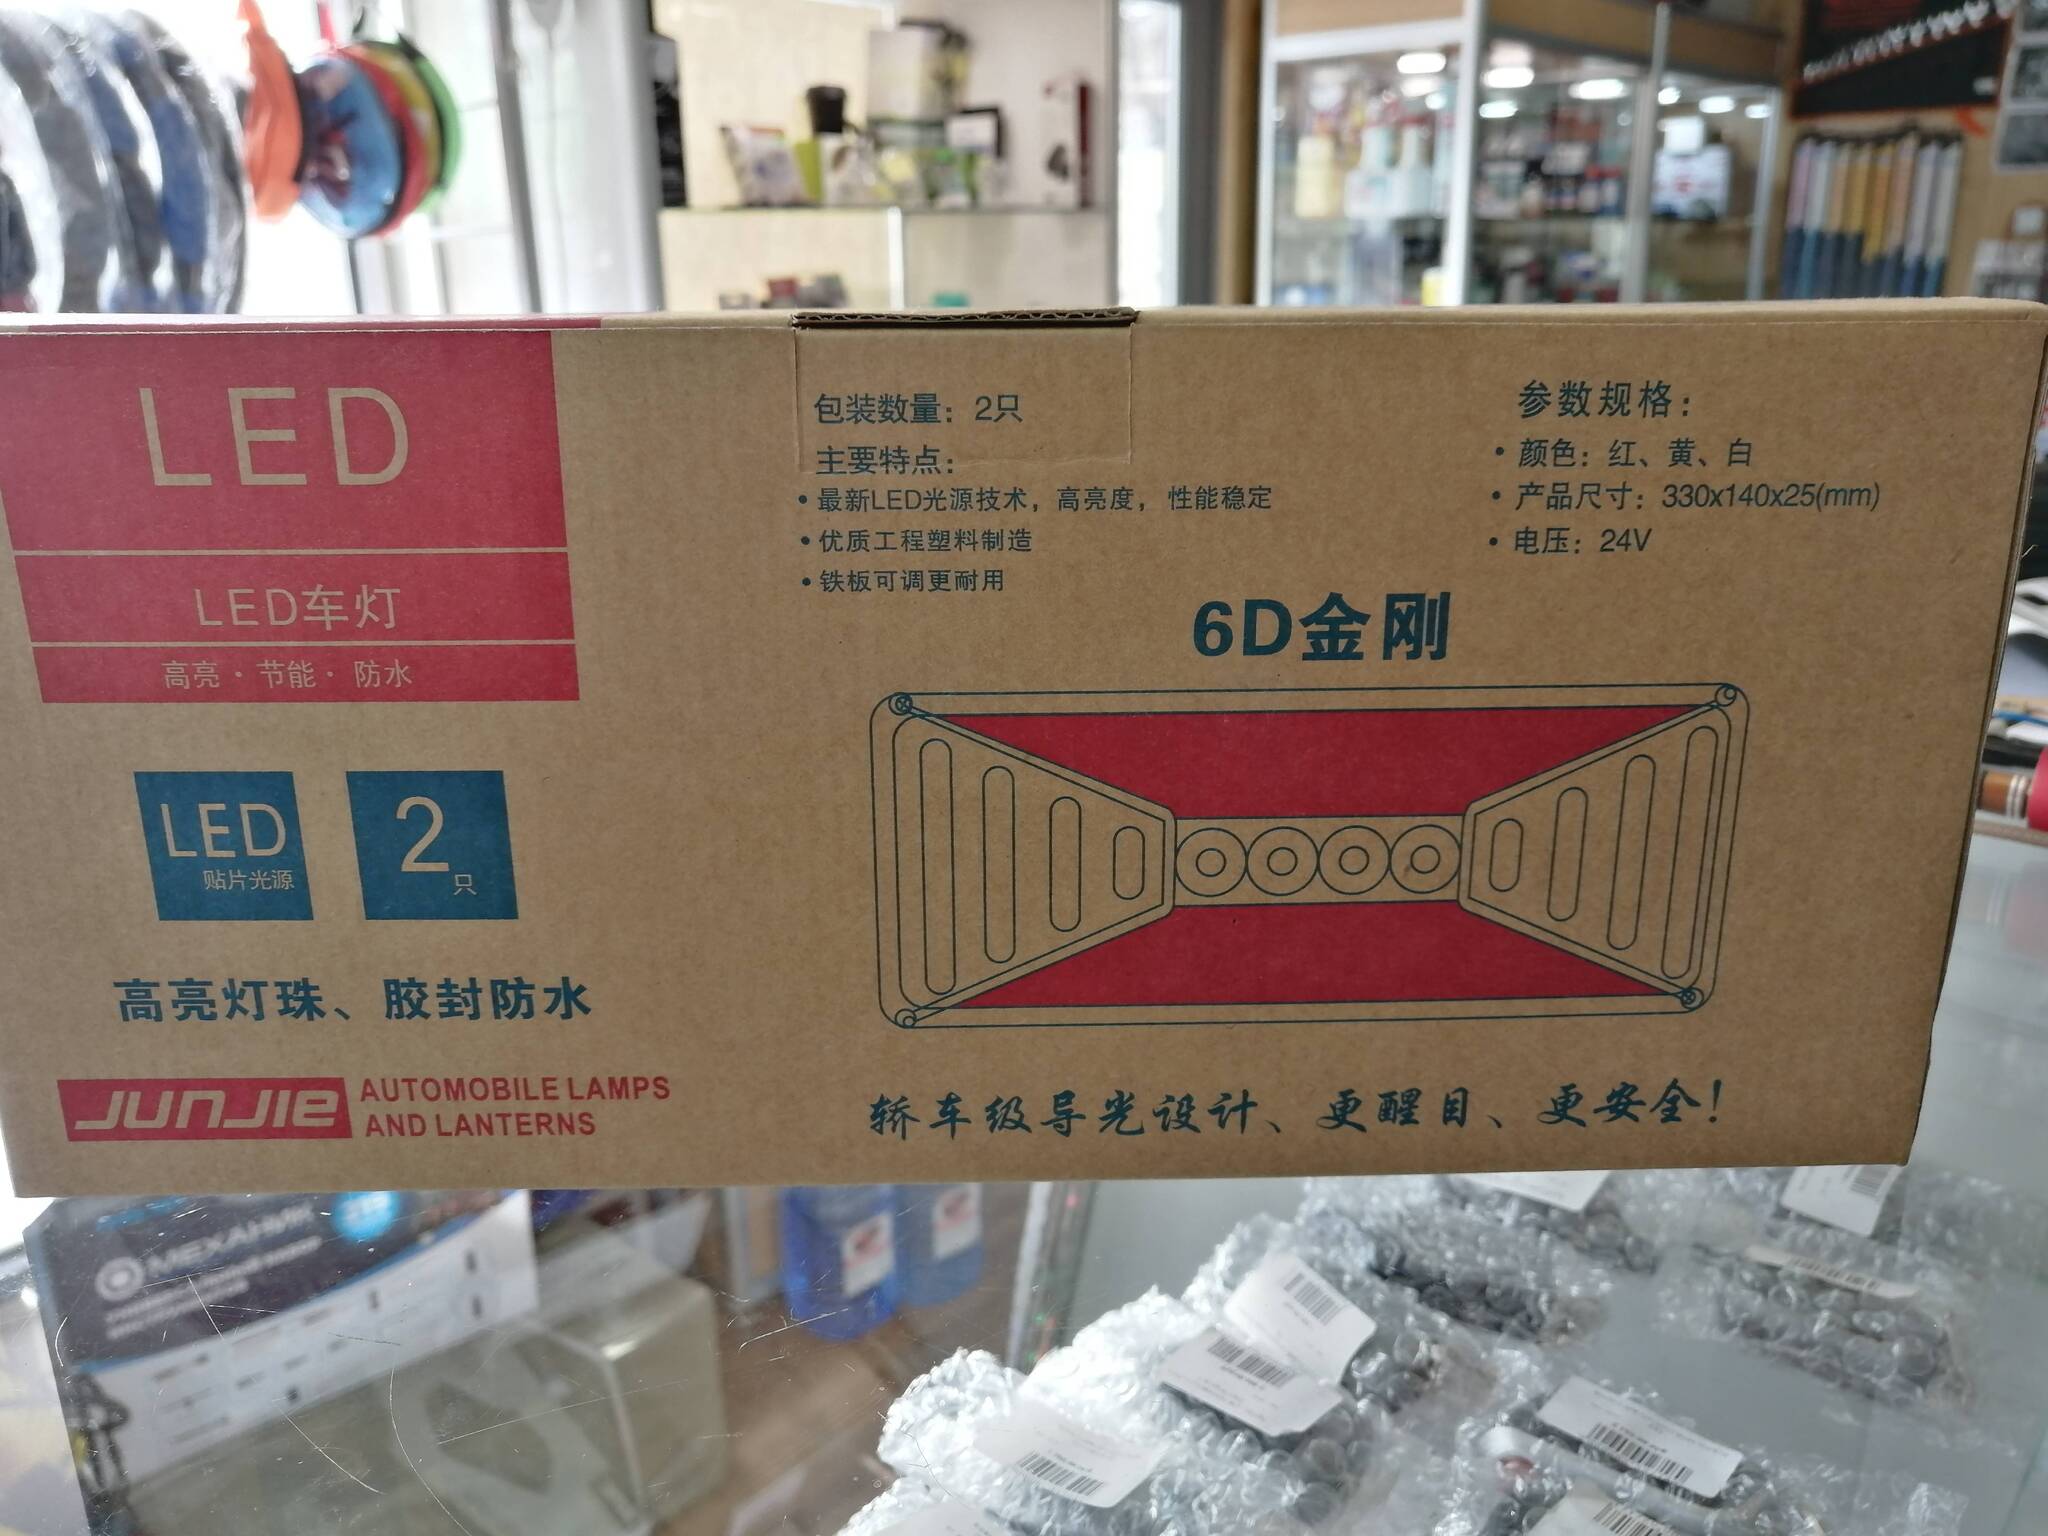 LED
LED车灯
高亮·节能·防水
LED
贴片光源
2只
高亮灯珠、胶封防水
JUNJIE
AUTOMOBILE LAMPS
AND LANTERNS
包装数量：2只
主要特点：
•最新LED光源技术，高亮度，性能稳定
•优质工程塑料制造
•铁板可调更耐用
参数规格：
•颜色：红、黄、白
•产品尺寸：330x140x25(mm)
•电压：24V
6D金刚
轿车级导光设计、更醒目、更安全！
МЕХАНИК